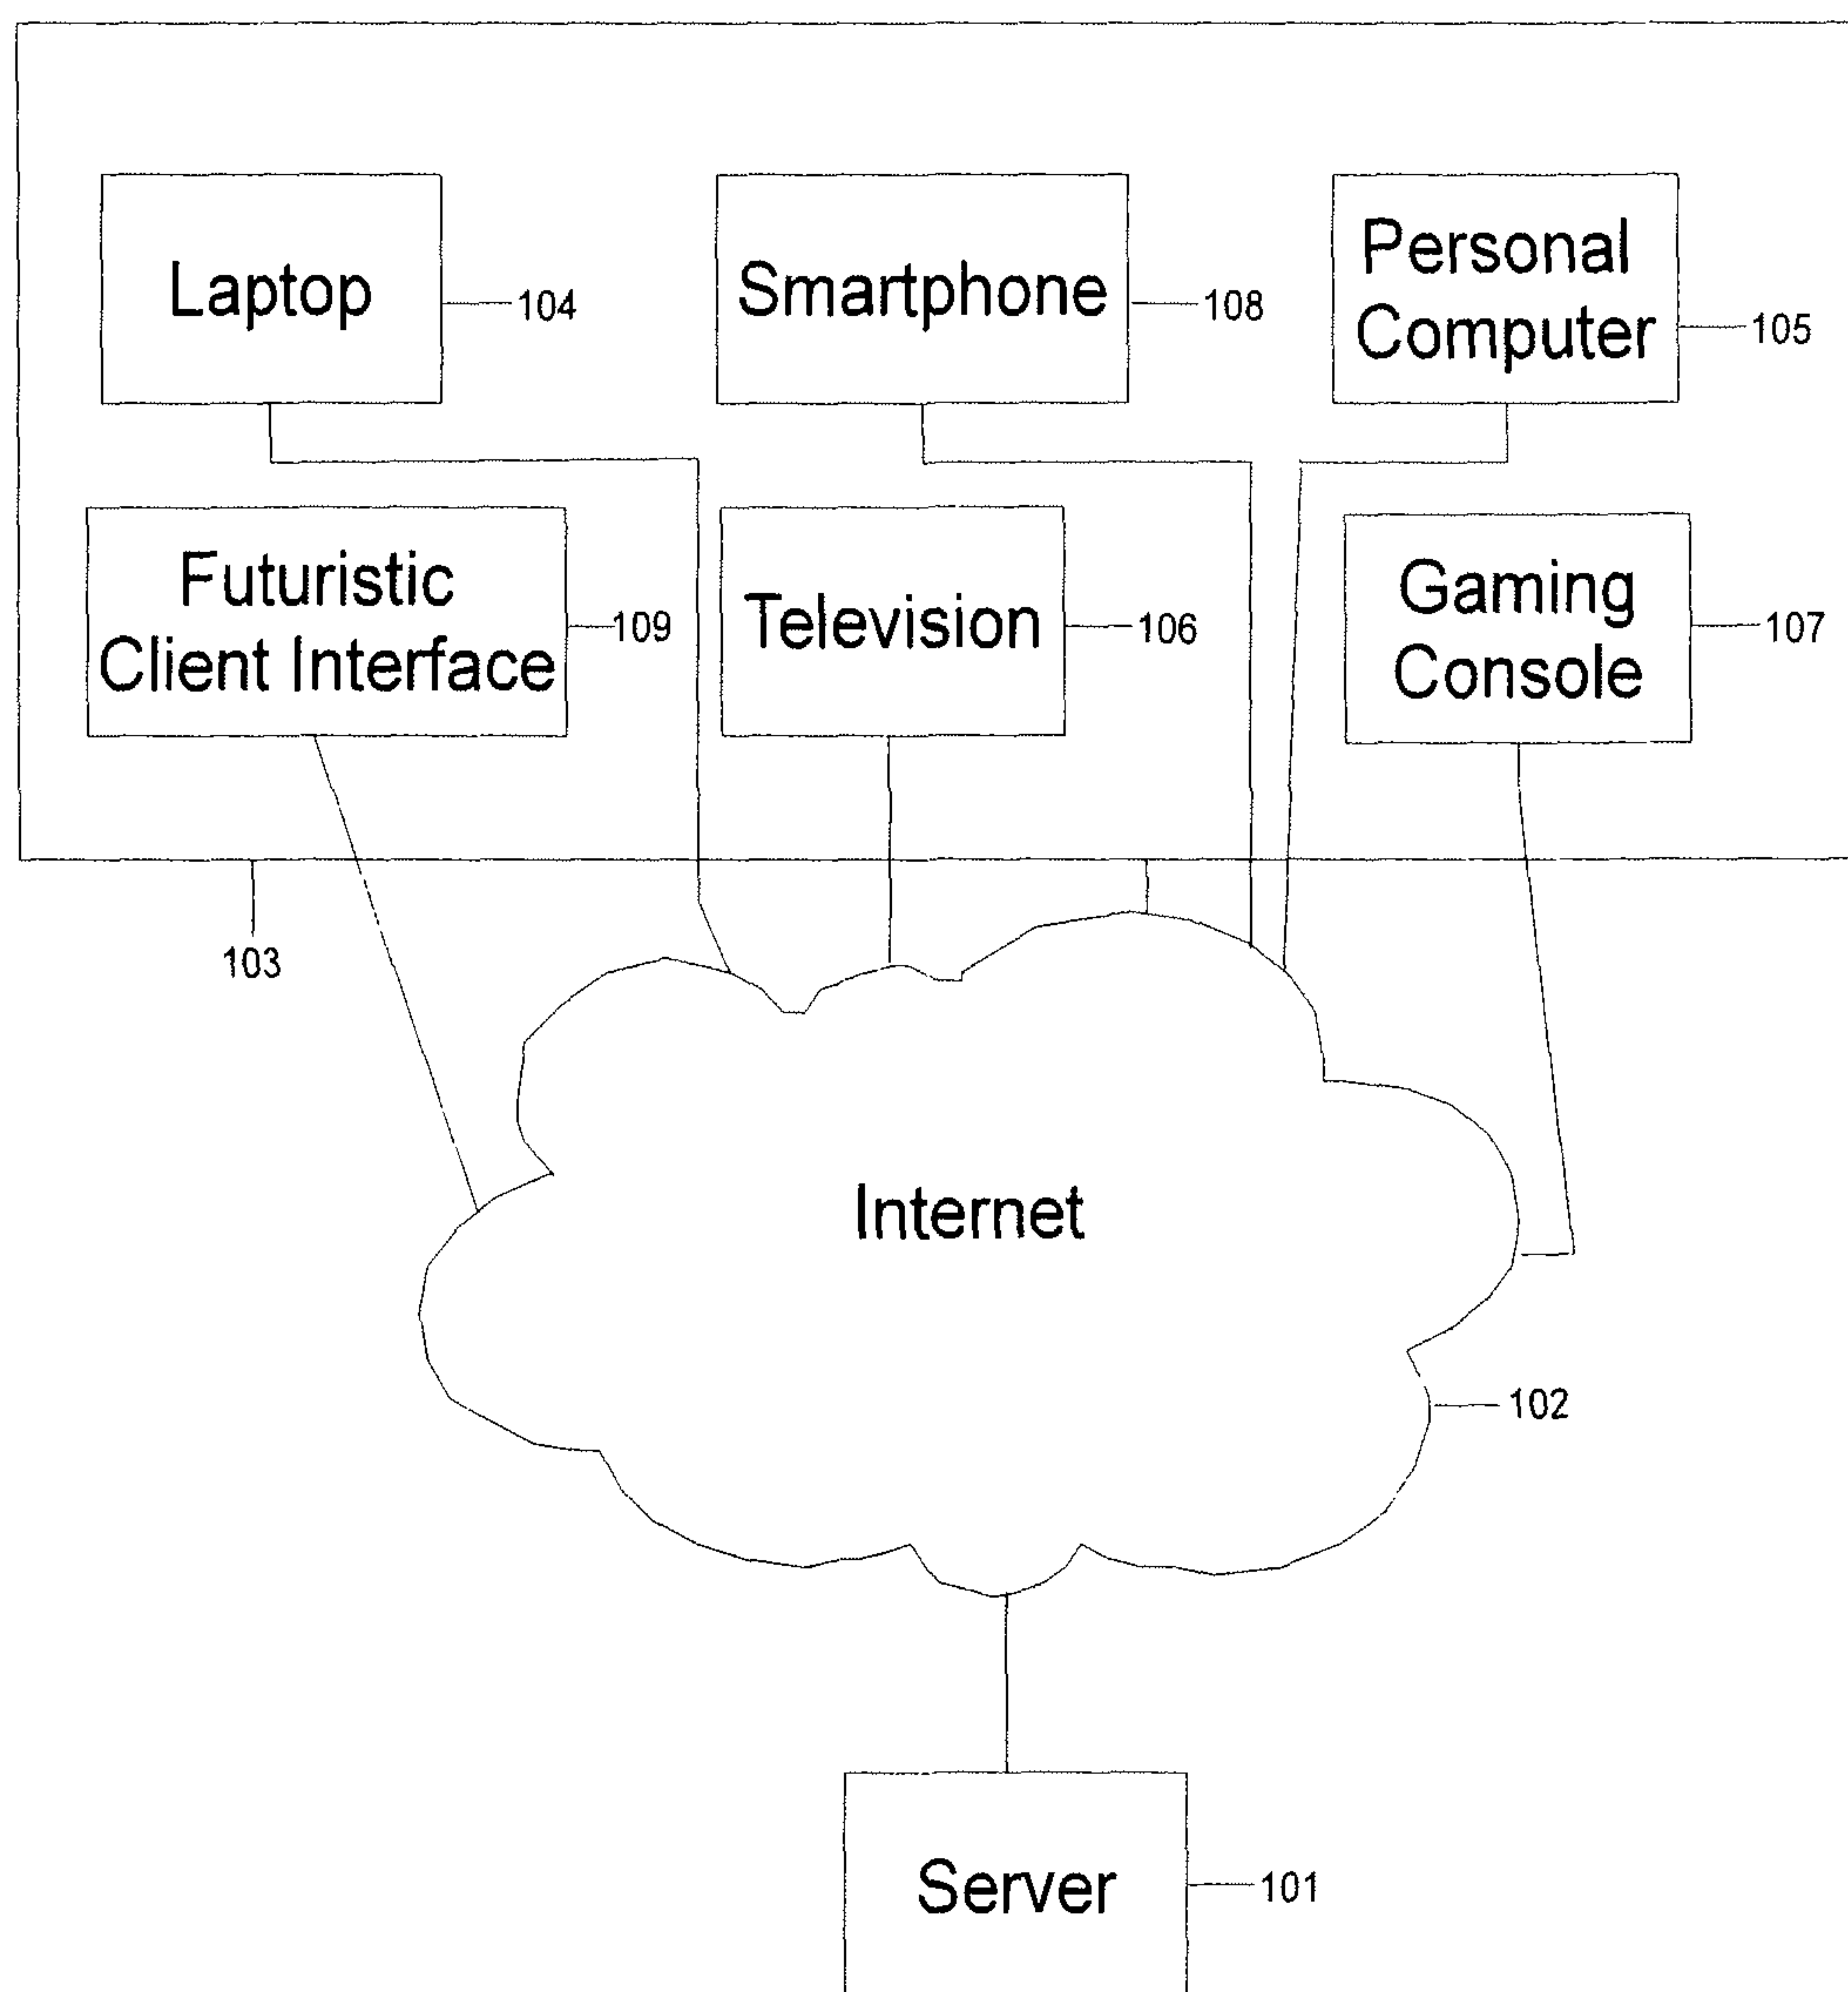 Laptop
104
Smartphone
108
Personal
Computer
105
Futuristic
Client Interface
109
Television
106
Gaming
Console
107
103
Internet
102
Server
101